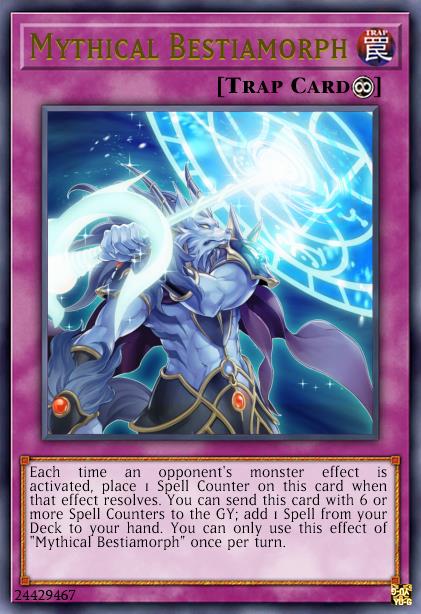 Mythical Bestiamorph
TRAP
罠
[Trap Card]
Each time an opponent's monster effect is
activated, place 1 Spell Counter on this card when
that effect resolves. You can send this card with 6 or
more Spell Counters to the GY; add 1 Spell from your
Deck to your hand. You can only use this effect of
"Mythical Bestiamorph" once per turn.
24429467